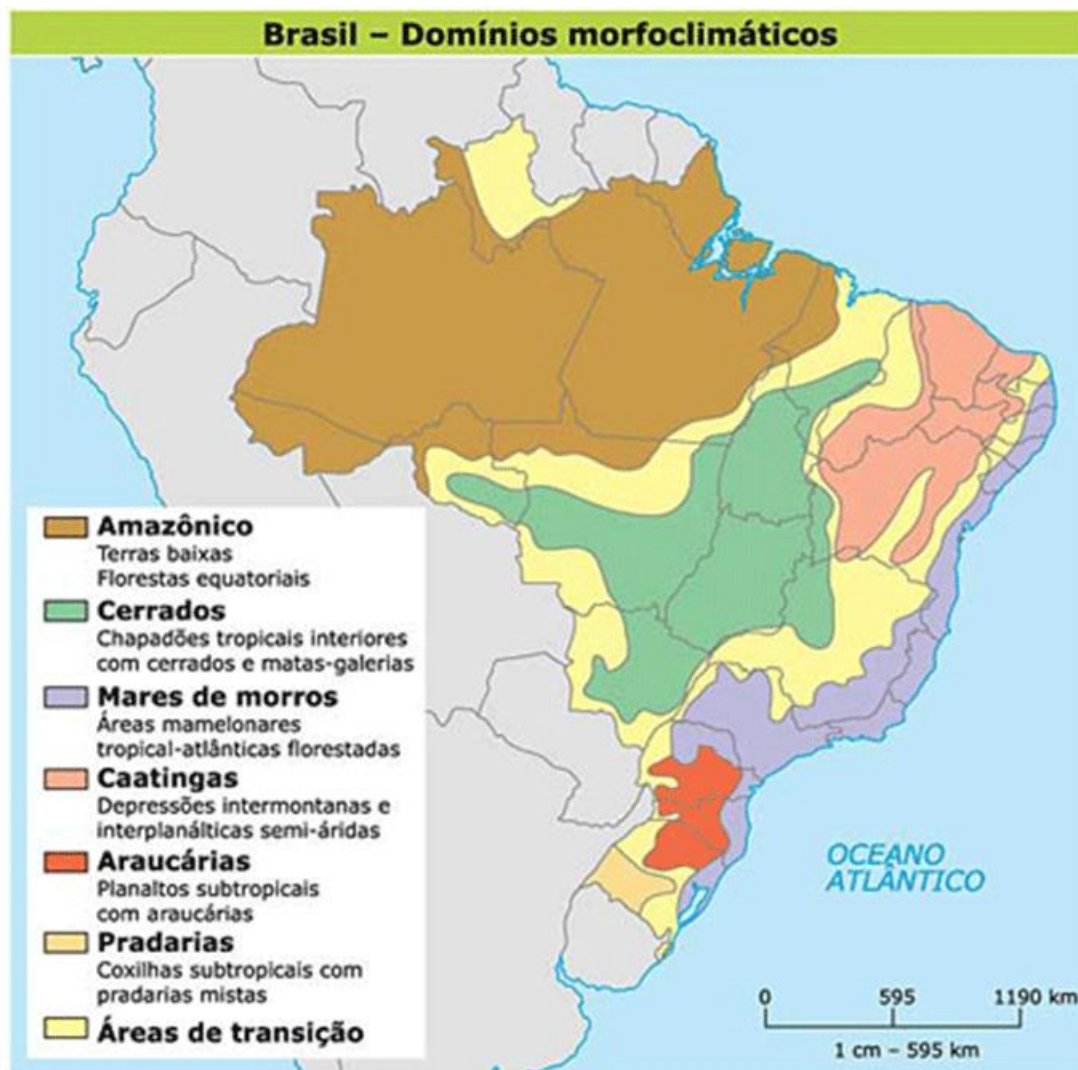 Brasil – Domínios morfoclimáticos
Amazônico
Terras baixas
Florestas equatoriais
Cerrados
Chapadões tropicais interiores
com cerrados e matas-galerias
Mares de morros
Áreas mamelonares
tropical-atlânticas florestadas
Caatingas
Depressões intermontanas e
interplanálticas semi-áridas
Araucárias
Planaltos subtropicais
com araucárias
Pradarias
Coxilhas subtropicais com
pradarias mistas
Áreas de transição
OCEANO
ATLÂNTICO
0 595 1190 km
1 cm – 595 km